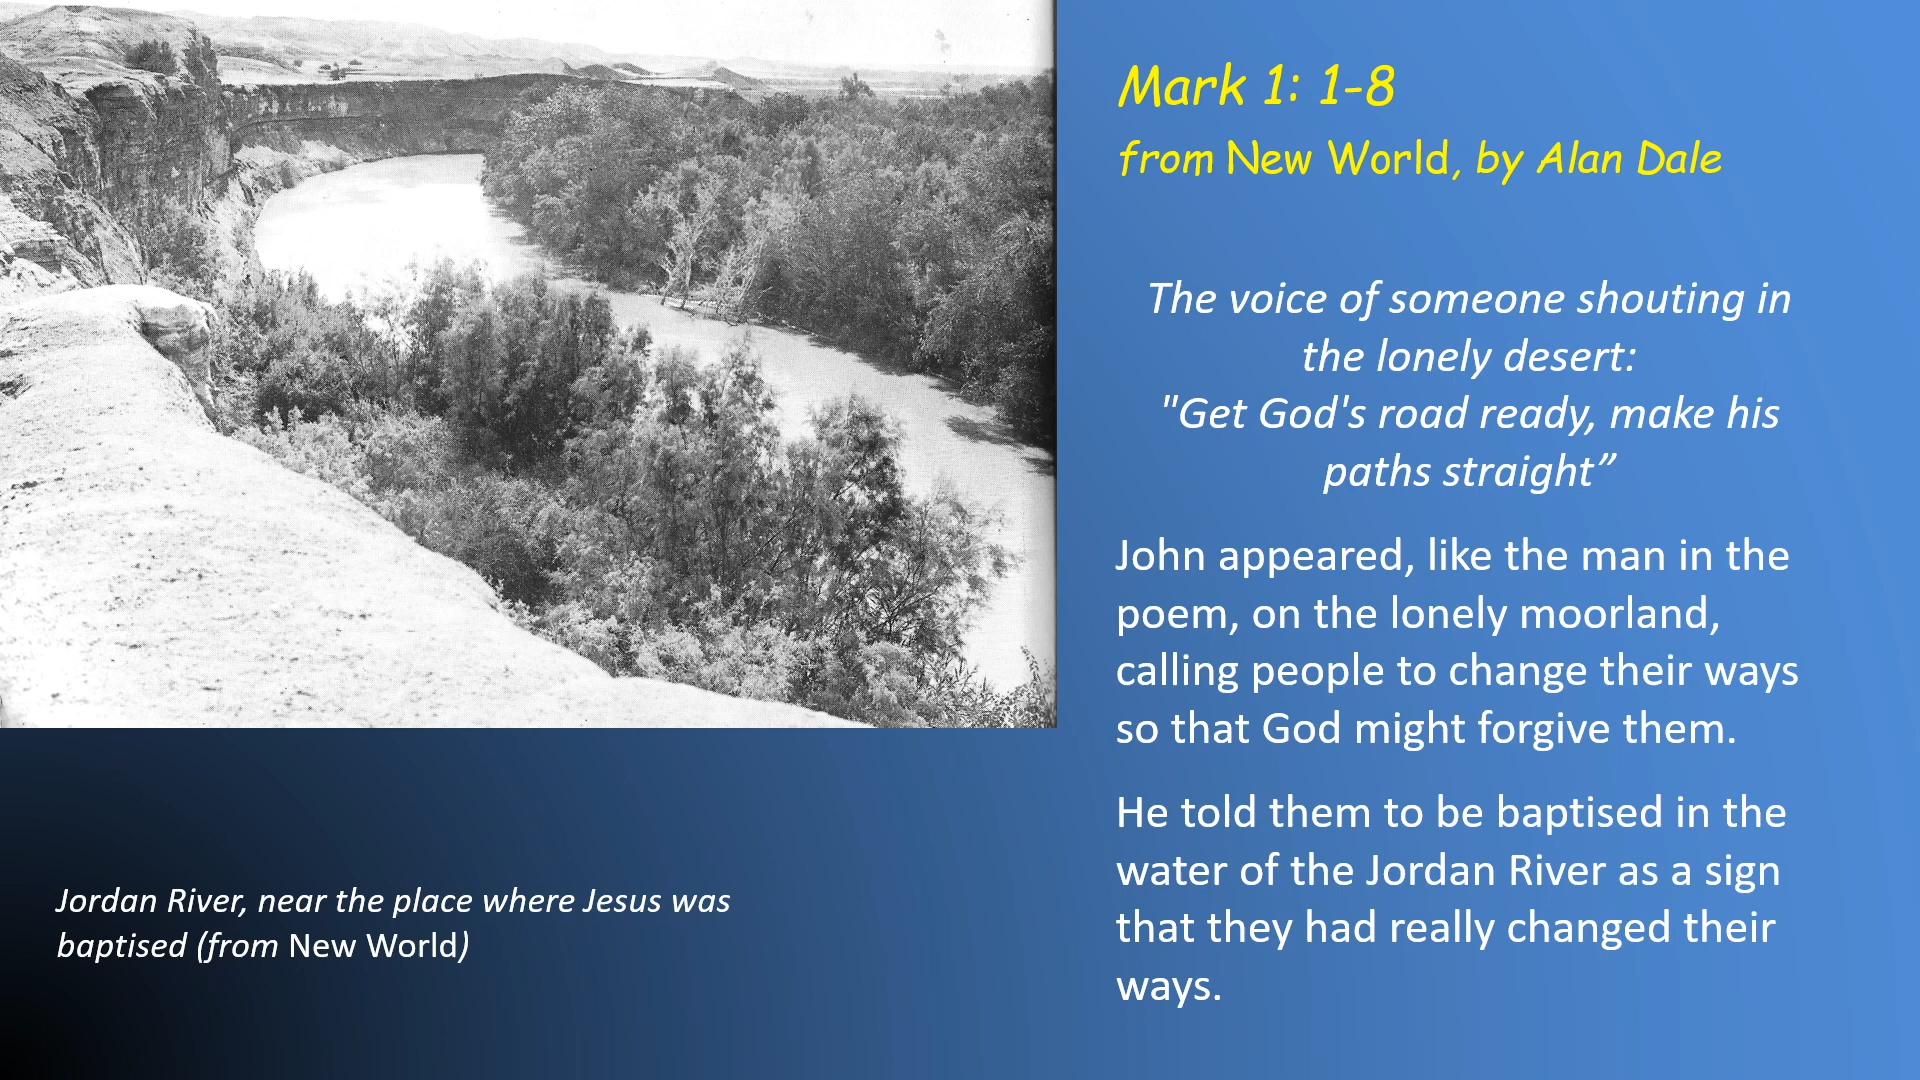 Mark 1: 1-8
from New World, by Alan Dale
The voice of someone shouting in
the lonely desert:
"Get God's road ready, make his
paths straight”
John appeared, like the man in the
poem, on the lonely moorland,
calling people to change their ways
so that God might forgive them.
He told them to be baptised in the
water of the Jordan River as a sign
that they had really changed their
ways.
Jordan River, near the place where Jesus was
baptised (from New World)